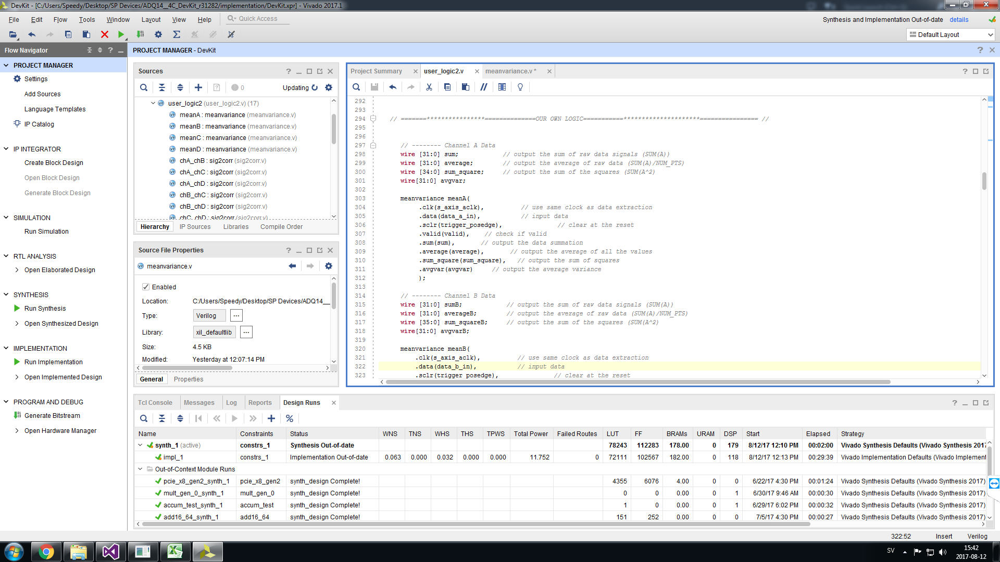 DevKit - [C:/Users/Speedy/Desktop/SP Devices/ADQ14__4C_DevKit_r31282/implementation/DevKit.xpr] - Vivado 2017.1
File Edit Flow Tools Window Layout View Help Quick Access
Synthesis and Implementation Out-of-date details
Default Layout
Flow Navigator
PROJECT MANAGER
Settings
Add Sources
Language Templates
IP Catalog
IP INTEGRATOR
Create Block Design
Open Block Design
Generate Block Design
SIMULATION
Run Simulation
RTL ANALYSIS
Open Elaborated Design
SYNTHESIS
Run Synthesis
Open Synthesized Design
IMPLEMENTATION
Run Implementation
Open Implemented Design
PROGRAM AND DEBUG
Generate Bitstream
Open Hardware Manager
PROJECT MANAGER - DevKit
Sources
0 Updating
user_logic2 (user_logic2.v) (17)
meanA : meanvariance (meanvariance.v)
meanB : meanvariance (meanvariance.v)
meanC : meanvariance (meanvariance.v)
meanD : meanvariance (meanvariance.v)
chA_chB : sig2corr (sig2corr.v)
chA_chC : sig2corr (sig2corr.v)
chA_chD : sig2corr (sig2corr.v)
chB_chC : sig2corr (sig2corr.v)
chB_chD : sig2corr (sig2corr.v)
chC_chD : sig2corr (sig2corr.v)
Hierarchy IP Sources Libraries Compile Order
Source File Properties
meanvariance.v
Enabled
Location: C:/Users/Speedy/Desktop/SP Devices/ADQ14__
Type: Verilog ...
Library: xil_defaultlib ...
Size: 4.5 KB
Modified: Yesterday at 12:07:14 PM
General Properties
Project Summary user_logic2.v meanvariance.v *
292
293
294 // =======****************==============OUR OWN LOGIC===========*********************================ //
295
296
297 // -------- Channel A Data
298 wire [31:0] sum; // output the sum of raw data signals (SUM(A))
299 wire [31:0] average; // output the average of raw data (SUM(A)/NUM_PTS)
300 wire [34:0] sum_square; // output the sum of the squares (SUM(A^2)
301 wire[31:0] avgvar;
302
303 meanvariance meanA(
304 .clk(s_axis_aclk), // use same clock as data extraction
305 .data(data_a_in), // input data
306 .sclr(trigger_posedge), // clear at the reset
307 .valid(valid), // check if valid
308 .sum(sum), // output the data summation
309 .average(average), // output the average of all the values
310 .sum_square(sum_square), // output the sum of squares
311 .avgvar(avgvar) // output the average variance
312 );
313
314 // -------- Channel B Data
315 wire [31:0] sumB; // output the sum of raw data signals (SUM(A))
316 wire [31:0] averageB; // output the average of raw data (SUM(A)/NUM_PTS)
317 wire [35:0] sum_squareB; // output the sum of the squares (SUM(A^2)
318 wire[31:0] avgvarB;
319
320 meanvariance meanB(
321 .clk(s_axis_aclk), // use same clock as data extraction
322 .data(data_b_in), // input data
323 .sclr(trigger_posedge), // clear at the reset
Tcl Console Messages Log Reports Design Runs
Name Constraints Status WNS TNS WHS THS TPWS Total Power Failed Routes LUT FF BRAMs URAM DSP Start Elapsed Strategy
synth_1 (active) constrs_1 Synthesis Out-of-date 78243 112283 178.00 0 179 8/12/17 12:10 PM 00:02:00 Vivado Synthesis Defaults (Vivado Synthesis 2017
impl_1 constrs_1 Implementation Out-of-date 0.063 0.000 0.032 0.000 0.000 11.752 0 72111 102567 182.00 0 118 8/12/17 12:13 PM 00:29:39 Vivado Implementation Defaults (Vivado Implement
Out-of-Context Module Runs
pcie_x8_gen2_synth_1 pcie_x8_gen2 synth_design Complete! 4355 6076 4.00 0 0 6/22/17 4:30 PM 00:01:24 Vivado Synthesis Defaults (Vivado Synthesis 2017)
mult_gen_0_synth_1 mult_gen_0 synth_design Complete! 0 0 0.00 0 1 6/30/17 9:46 AM 00:00:30 Vivado Synthesis Defaults (Vivado Synthesis 2017)
accum_test_synth_1 accum_test synth_design Complete! 1 0 0.00 0 1 6/29/17 6:02 PM 00:00:32 Vivado Synthesis Defaults (Vivado Synthesis 2017)
add16_64_synth_1 add16_64 synth_design Complete! 151 252 0.00 0 0 7/5/17 4:30 PM 00:00:27 Vivado Synthesis Defaults (Vivado Synthesis 2017)
322:52 Insert Verilog
SV 15:42
2017-08-12